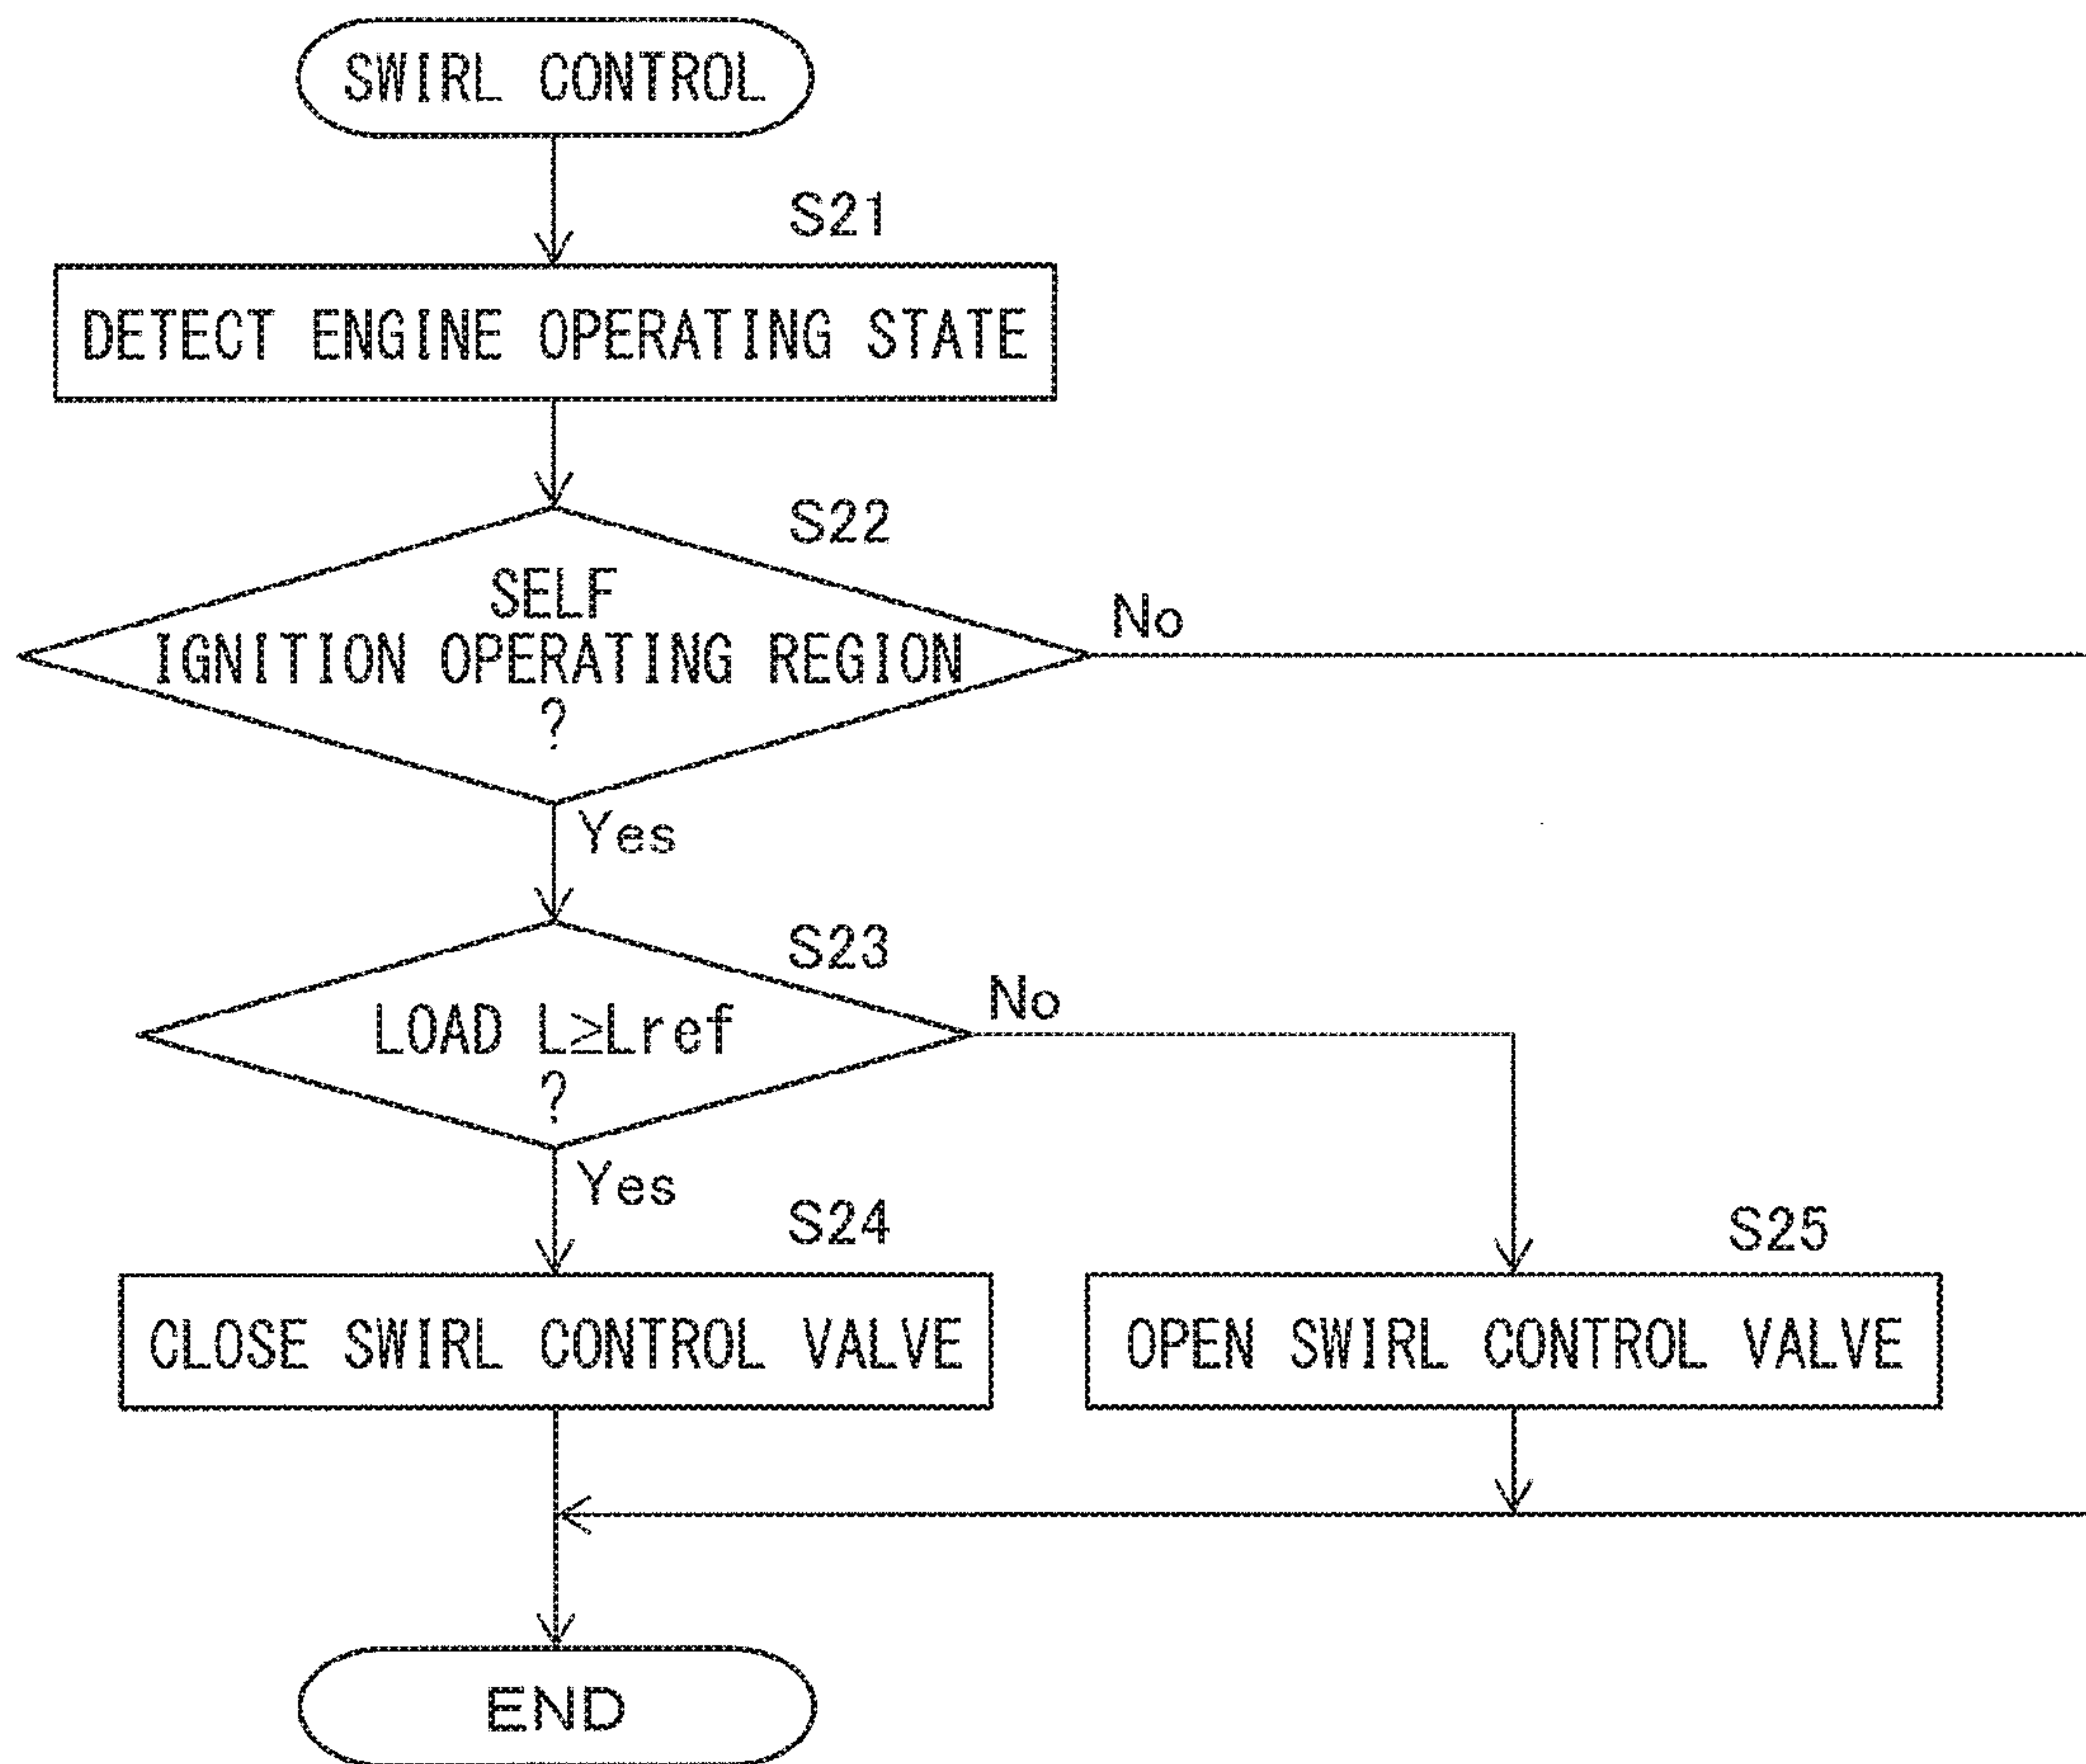 SWIRL CONTROL
S21
DETECT ENGINE OPERATING STATE
S22
SELF
IGNITION OPERATING REGION
?
No
Yes
S23
LOAD L≥Lref
?
No
Yes
S24
CLOSE SWIRL CONTROL VALVE
S25
OPEN SWIRL CONTROL VALVE
END